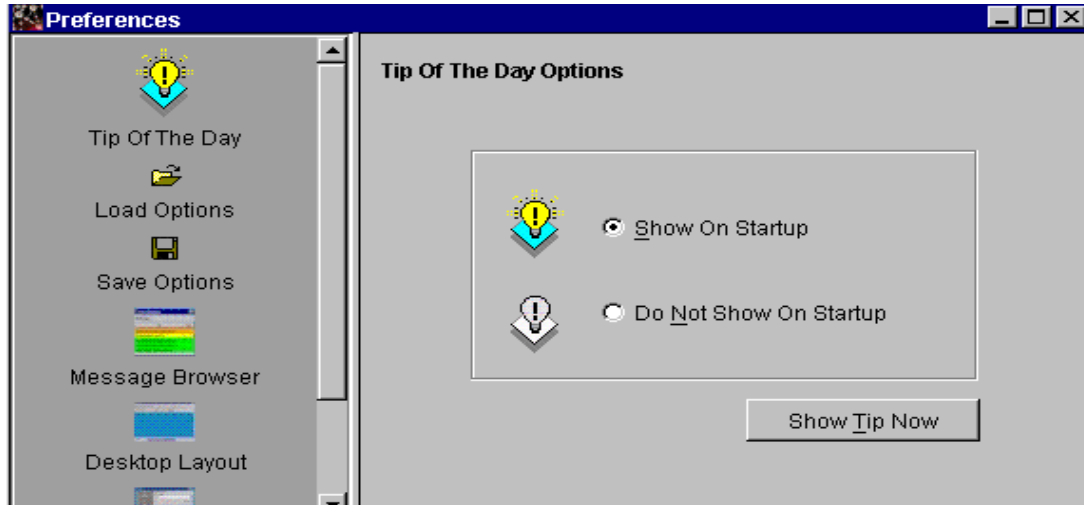 Preferences
Tip Of The Day
Load Options
Save Options
Message Browser
Desktop Layout
Tip Of The Day Options
Show On Startup
Do Not Show On Startup
Show Tip Now